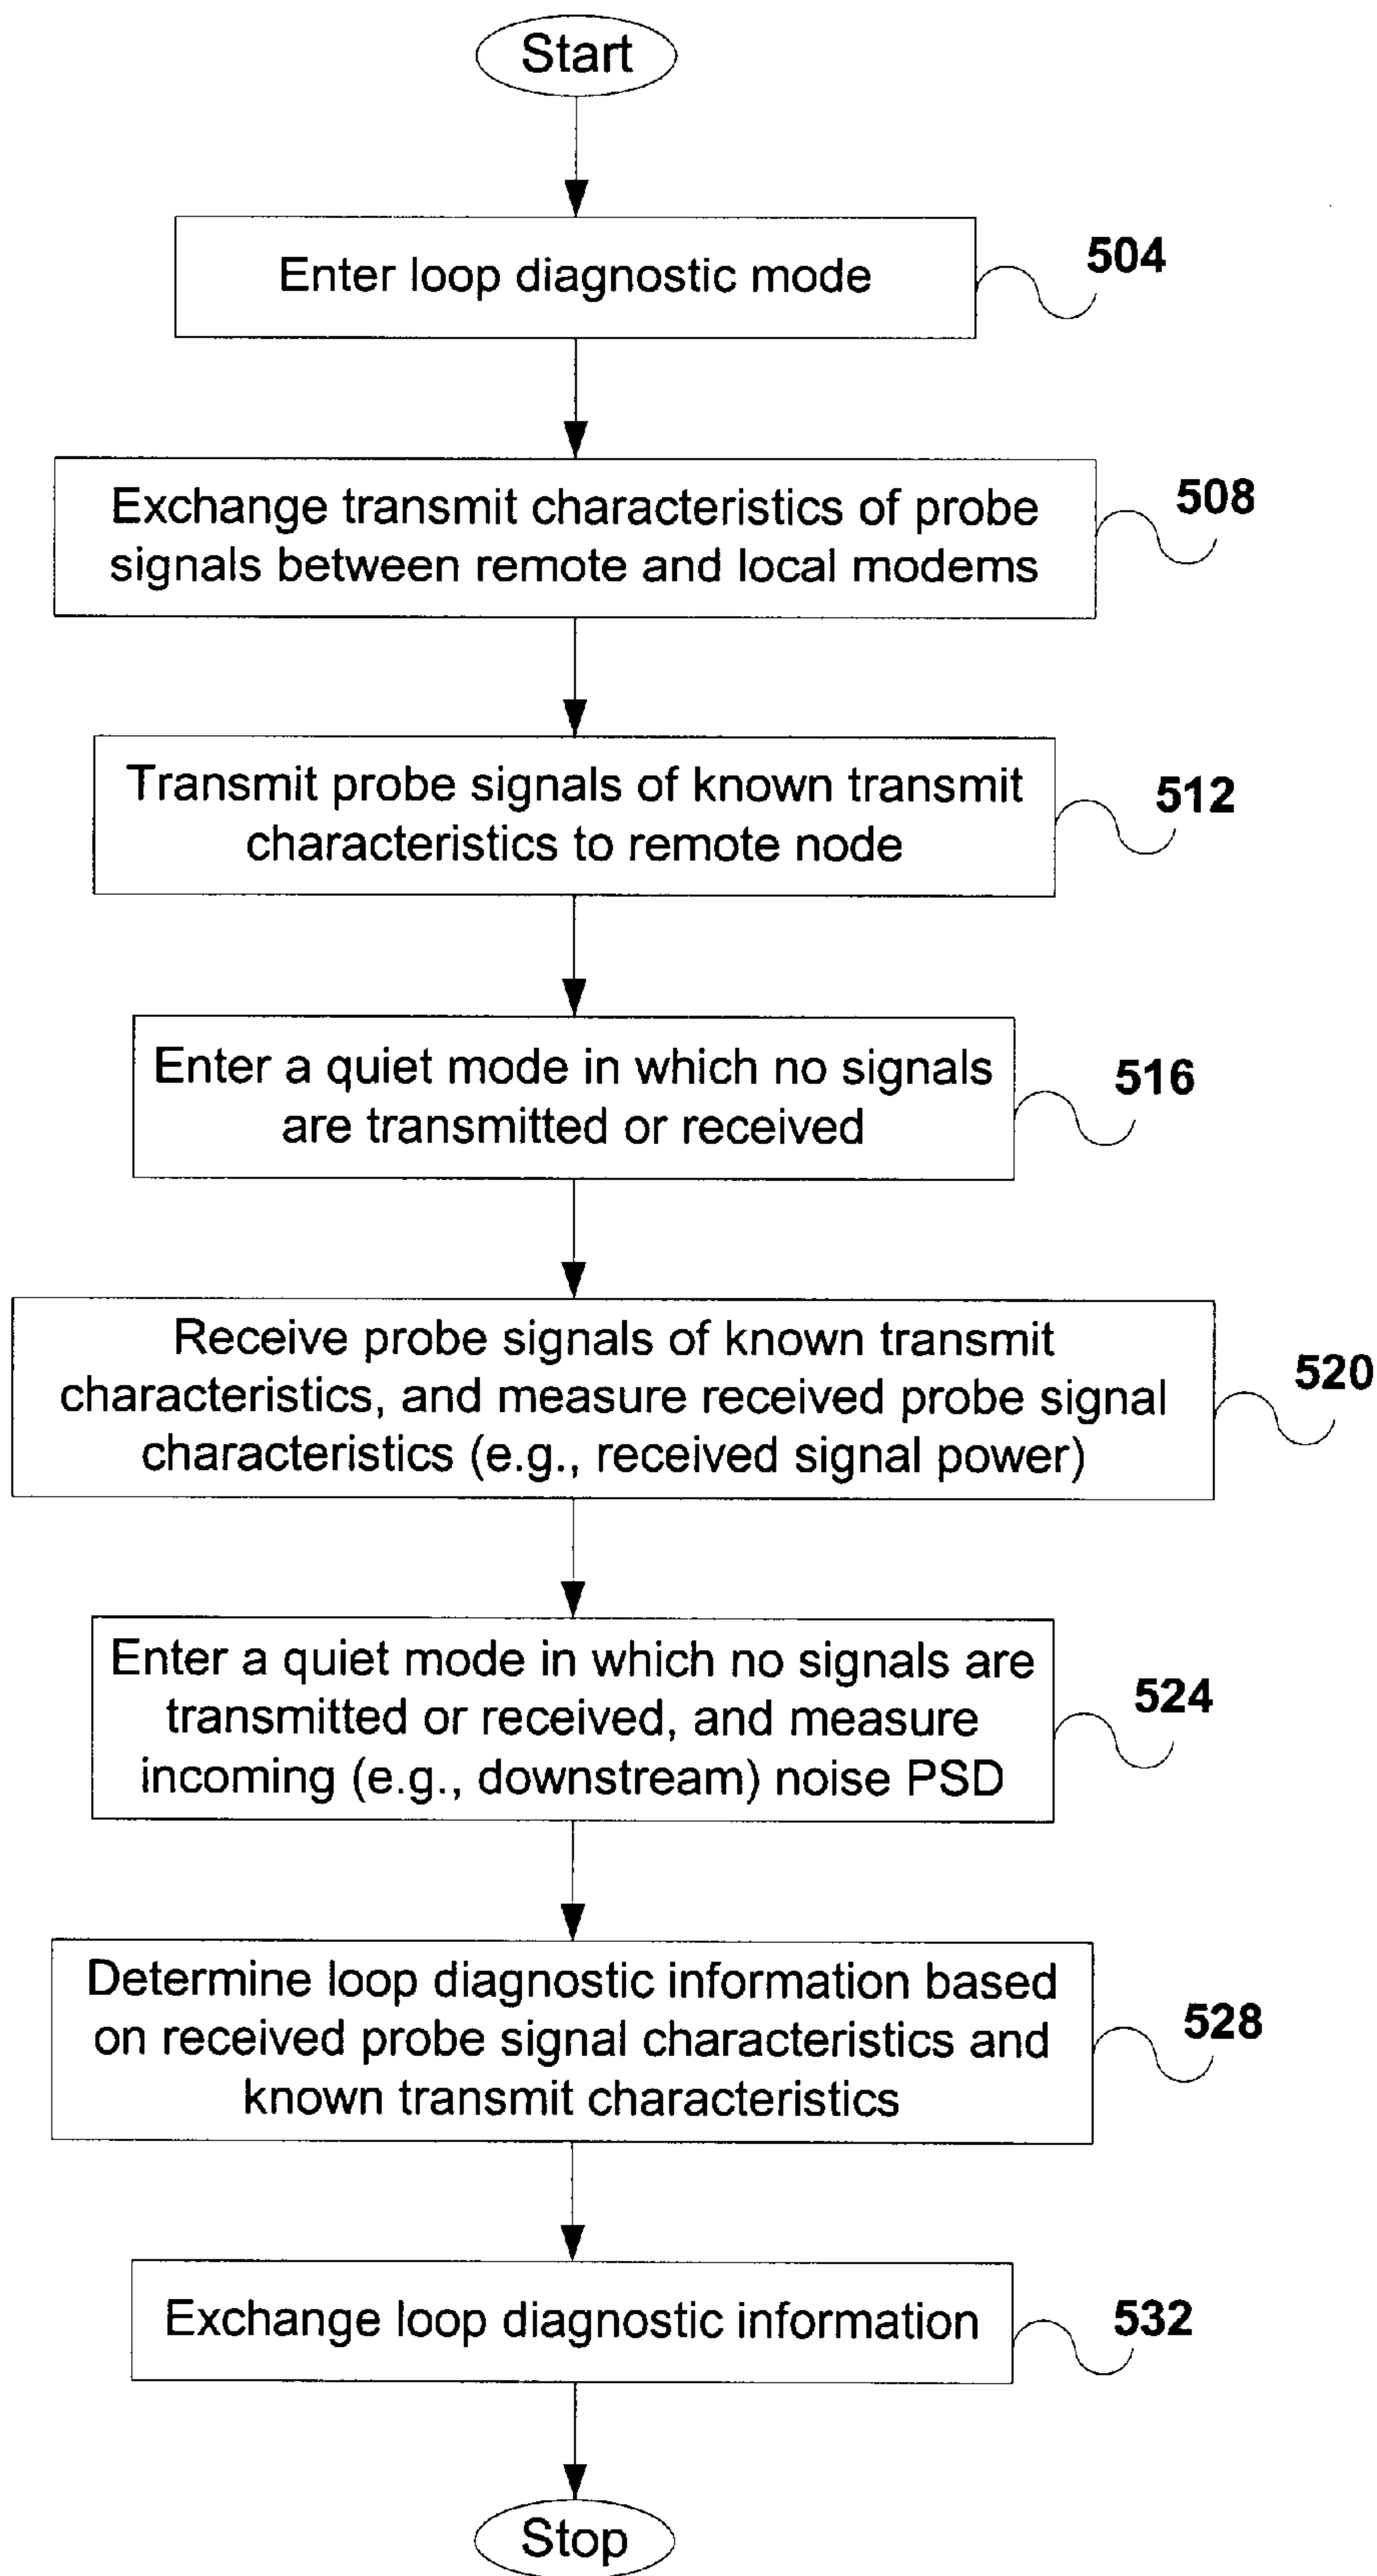 Start
Enter loop diagnostic mode
504
Exchange transmit characteristics of probe
signals between remote and local modems
508
Transmit probe signals of known transmit
characteristics to remote node
512
Enter a quiet mode in which no signals
are transmitted or received
516
Receive probe signals of known transmit
characteristics, and measure received probe signal
characteristics (e.g., received signal power)
520
Enter a quiet mode in which no signals are
transmitted or received, and measure
incoming (e.g., downstream) noise PSD
524
Determine loop diagnostic information based
on received probe signal characteristics and
known transmit characteristics
528
Exchange loop diagnostic information
532
Stop